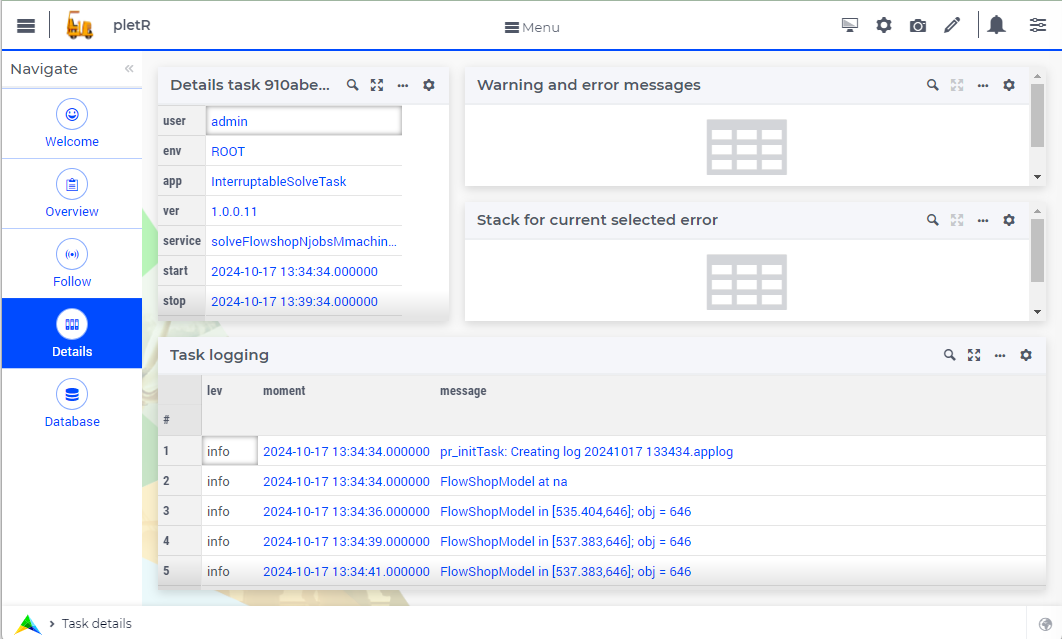 pletR
Menu
Navigate «
Welcome
Overview
Follow
Details
Database
Details task 910abe...
user admin
env ROOT
app InterruptableSolveTask
ver 1.0.0.11
service solveFlowshopNjobsMmachin...
start 2024-10-17 13:34:34.000000
stop 2024-10-17 13:39:34.000000
Warning and error messages
Stack for current selected error
Task logging
lev moment message
#
1 info 2024-10-17 13:34:34.000000 pr_initTask: Creating log 20241017 133434.applog
2 info 2024-10-17 13:34:34.000000 FlowShopModel at na
3 info 2024-10-17 13:34:36.000000 FlowShopModel in [535.404,646]; obj = 646
4 info 2024-10-17 13:34:39.000000 FlowShopModel in [537.383,646]; obj = 646
5 info 2024-10-17 13:34:41.000000 FlowShopModel in [537.383,646]; obj = 646
› Task details